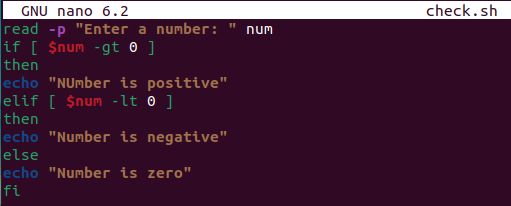 GNU nano 6.2 check.sh
read -p "Enter a number: " num
if [ $num -gt 0 ]
then
echo "NUmber is positive"
elif [ $num -lt 0 ]
then
echo "Number is negative"
else
echo "Number is zero"
fi